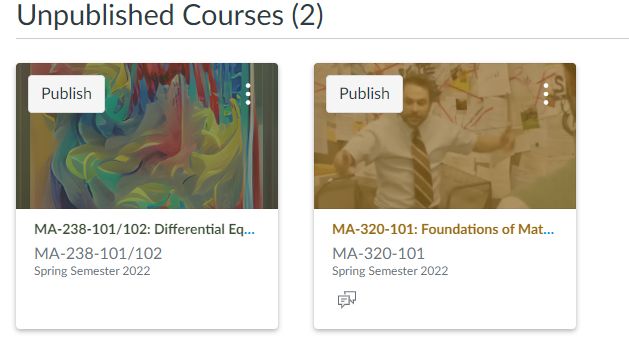 Unpublished Courses (2)
Publish
MA-238-101/102: Differential Eq...
MA-238-101/102
Spring Semester 2022
Publish
MA-320-101: Foundations of Mat...
MA-320-101
Spring Semester 2022